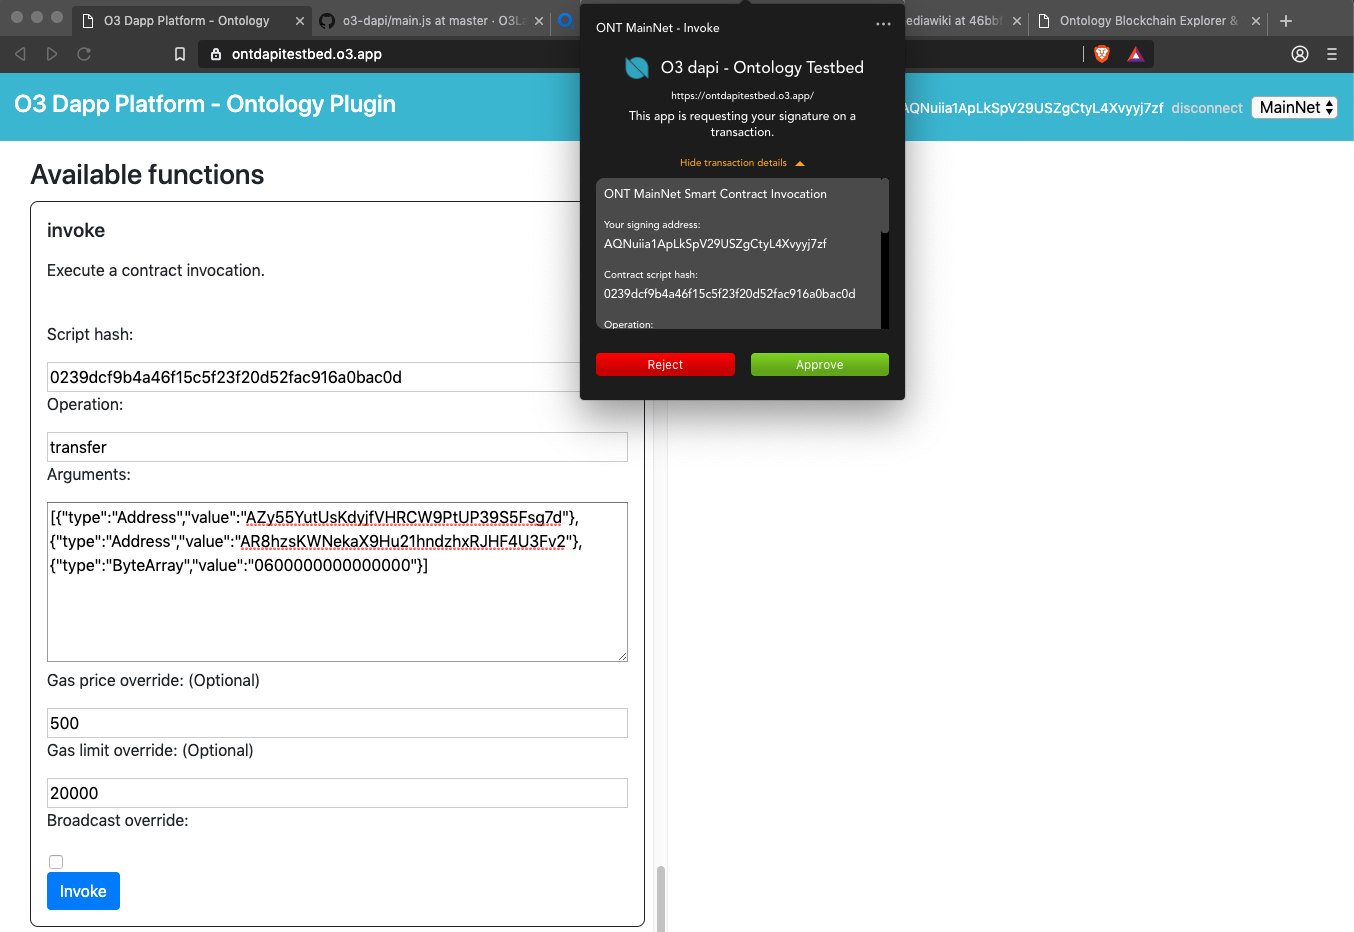 O3 Dapp Platform - Ontology
o3-dapi/main.js at master · O3L
ediawiki at 46bb
Ontology Blockchain Explorer &
ontdapitestbed.o3.app
O3 Dapp Platform - Ontology Plugin
AQNuiia1ApLkSpV29USZgCtyL4Xvyyj7zf disconnect MainNet
ONT MainNet - Invoke
O3 dapi - Ontology Testbed
https://ontdapitestbed.o3.app/
This app is requesting your signature on a
transaction.
Hide transaction details
ONT MainNet Smart Contract Invocation
Your signing address:
AQNuiia1ApLkSpV29USZgCtyL4Xvyyj7zf
Contract script hash:
0239dcf9b4a46f15c5f23f20d52fac916a0bac0d
Operation:
Reject
Approve
Available functions
invoke
Execute a contract invocation.
Script hash:
0239dcf9b4a46f15c5f23f20d52fac916a0bac0d
Operation:
transfer
Arguments:
[{"type":"Address","value":"AZy55YutUsKdyjfVHRCW9PtUP39S5Fsg7d"},
{"type":"Address","value":"AR8hzsKWNekaX9Hu21hndzhxRJHF4U3Fv2"},
{"type":"ByteArray","value":"0600000000000000"}]
Gas price override: (Optional)
500
Gas limit override: (Optional)
20000
Broadcast override:
Invoke